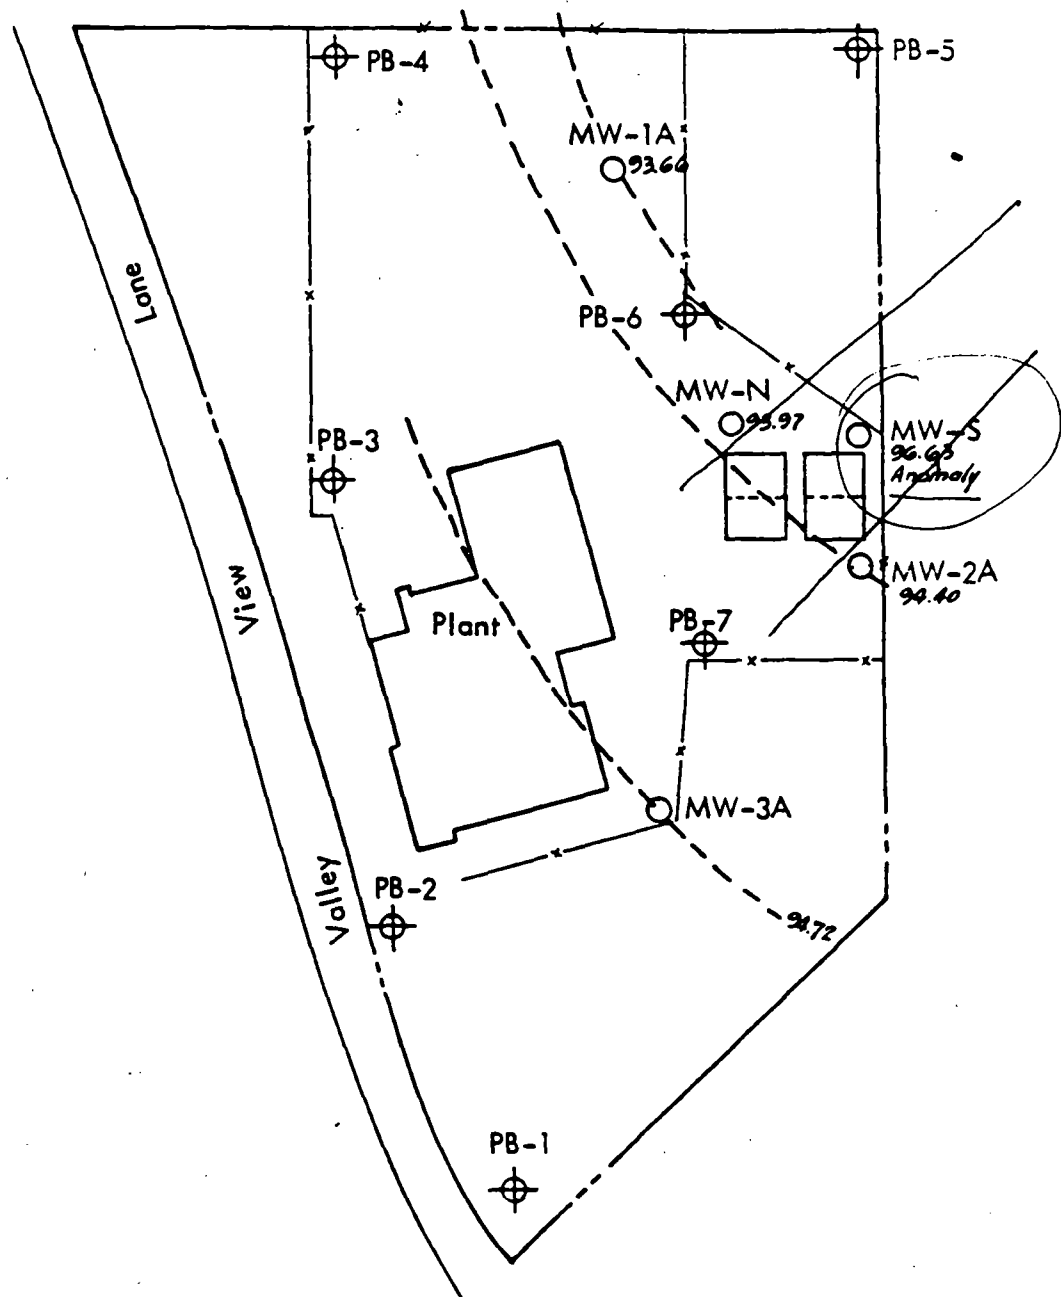 PB-4
PB-5
MW-1A
93.66
Lane
PB-6
MW-N
93.97
MW-S
96.63
Anomaly
PB-3
View
MW-2A
94.40
Plant
PB-7
MW-3A
Valley
PB-2
94.72
PB-1